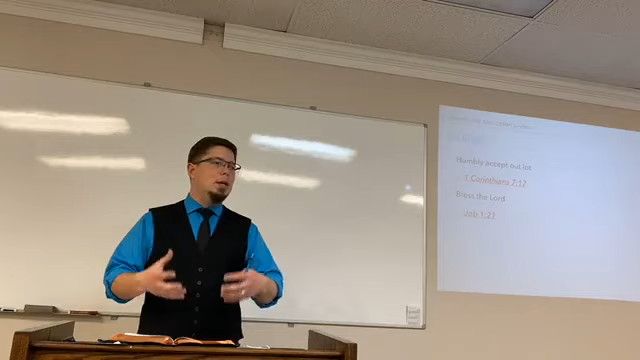 Humbly accept our lot
1 Corinthians 7:17
Bless the Lord
Job 1:21